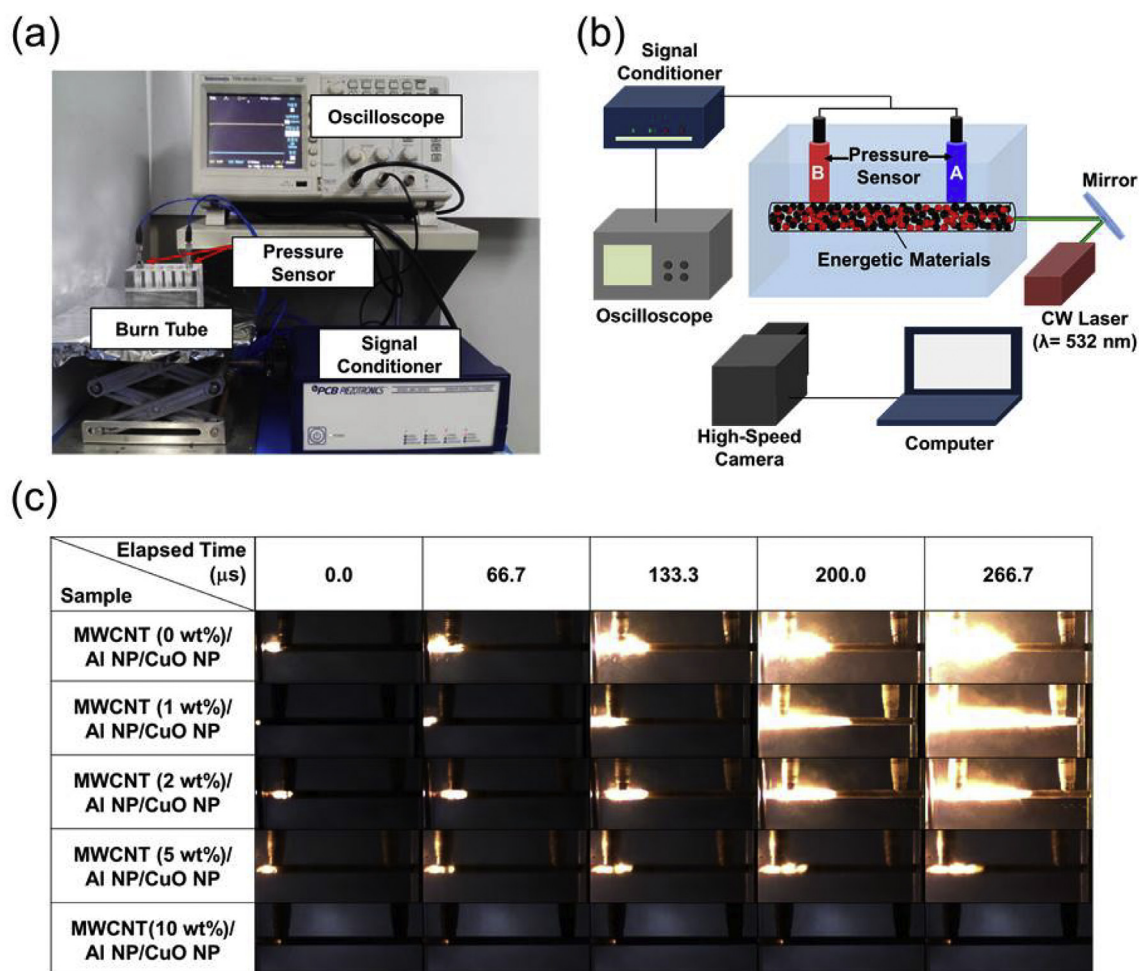 (a)
Tektronix
Oscilloscope
Pressure
Sensor
Burn Tube
Signal
Conditioner
PCB PIEZOTRONICS
(b)
Signal
Conditioner
Pressure
Sensor
B
A
Mirror
Energetic Materials
Oscilloscope
CW Laser
(λ= 532 nm)
High-Speed
Camera
Computer
(c)
Elapsed Time
(μs)
Sample
0.0
66.7
133.3
200.0
266.7
MWCNT (0 wt%)/
Al NP/CuO NP
MWCNT (1 wt%)/
Al NP/CuO NP
MWCNT (2 wt%)/
Al NP/CuO NP
MWCNT (5 wt%)/
Al NP/CuO NP
MWCNT(10 wt%)/
Al NP/CuO NP